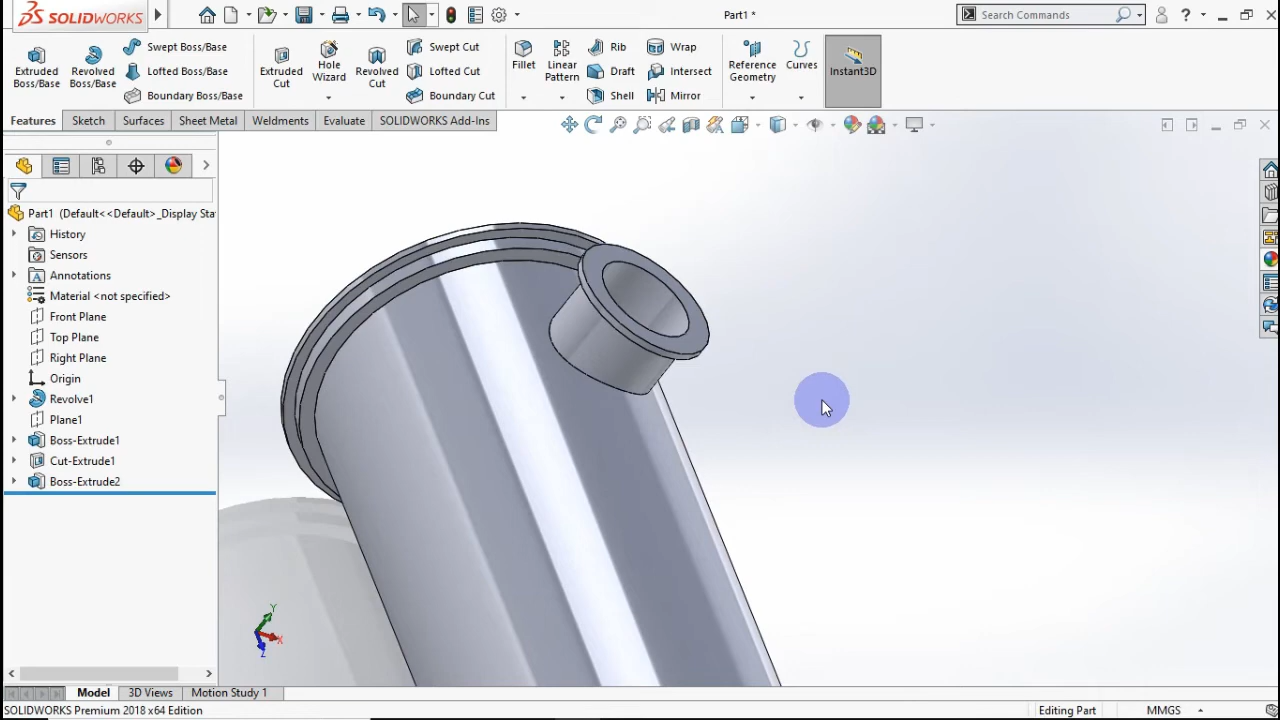 SOLIDWORKS
Part1 *
Search Commands
?
Extruded Boss/Base
Revolved Boss/Base
Swept Boss/Base
Lofted Boss/Base
Boundary Boss/Base
Extruded Cut
Hole Wizard
Revolved Cut
Swept Cut
Lofted Cut
Boundary Cut
Fillet
Linear Pattern
Rib
Draft
Shell
Wrap
Intersect
Mirror
Reference Geometry
Curves
Instant3D
Features
Sketch
Surfaces
Sheet Metal
Weldments
Evaluate
SOLIDWORKS Add-Ins
Part1 (Default<<Default>_Display Sta
History
Sensors
Annotations
Material <not specified>
Front Plane
Top Plane
Right Plane
Origin
Revolve1
Plane1
Boss-Extrude1
Cut-Extrude1
Boss-Extrude2
Y
X
Z
Model
3D Views
Motion Study 1
SOLIDWORKS Premium 2018 x64 Edition
Editing Part
MMGS